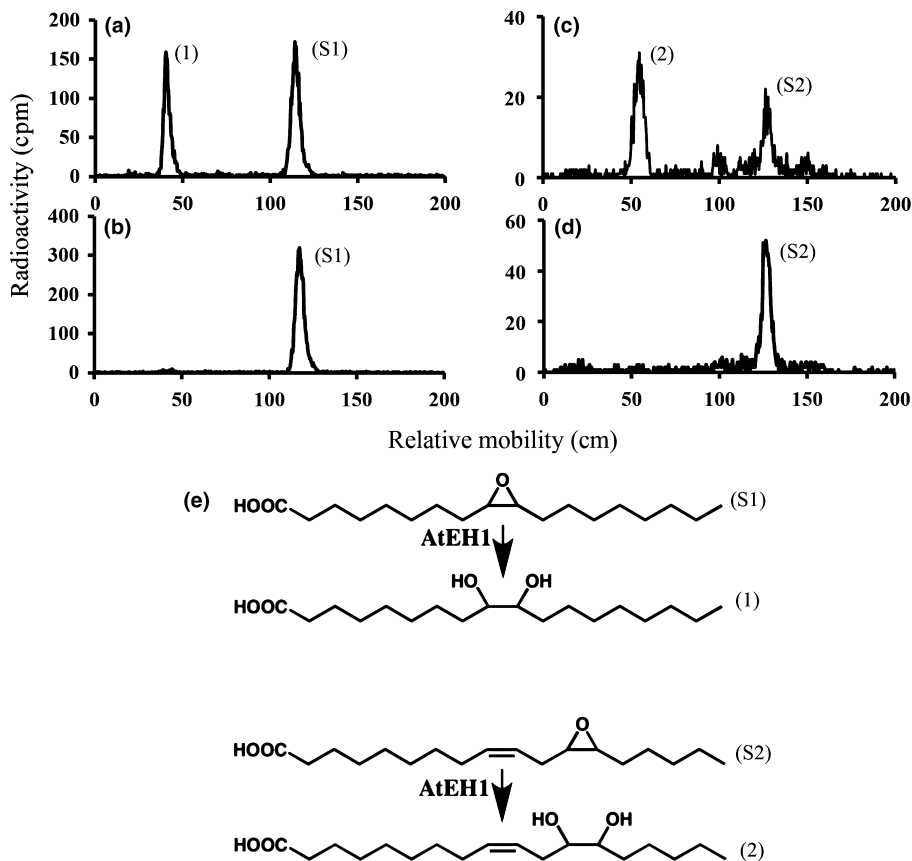 (a)
(1)
(S1)
200
150
100
50
0
0 50 100 150 200
(c)
(2)
(S2)
40
20
0
0 50 100 150 200
(b)
(S1)
400
300
200
100
0
0 50 100 150 200
(d)
(S2)
60
40
20
0
0 50 100 150 200
Radioactivity (cpm)
Relative mobility (cm)
(e)
HOOC
O
(S1)
AtEH1
HO OH
HOOC
(1)
O
HOOC
(S2)
AtEH1
HO OH
HOOC
(2)